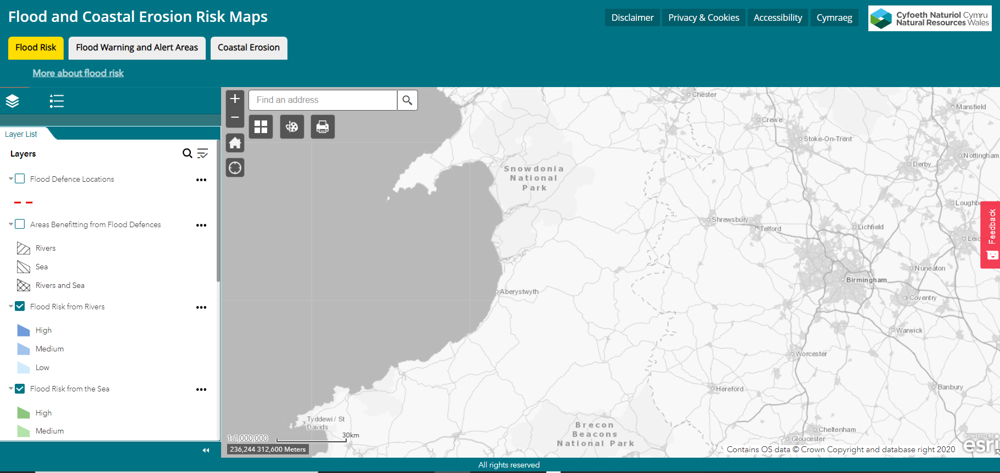 Flood and Coastal Erosion Risk Maps
Disclaimer
Privacy & Cookies
Accessibility
Cymraeg
Cyfoeth Naturiol Cymru
Natural Resources Wales
Flood Risk
Flood Warning and Alert Areas
Coastal Erosion
More about flood risk
Layer List
Layers
Flood Defence Locations
Areas Benefitting from Flood Defences
Rivers
Sea
Rivers and Sea
Flood Risk from Rivers
High
Medium
Low
Flood Risk from the Sea
High
Medium
+
Find an address
−
Chester
Mansfield
Crewe
Stoke-On-Trent
Nottingham
Derby
Snowdonia
National
Park
Loughbo
Shrewsbury
Telford
Lichfield
Leic
Feedback
Nuneaton
Birmingham
Aberystwyth
Coventry
Warwick
Worcester
Hereford
Banbury
Tyddewi / St
Davids
Brecon
Beacons
National Park
Cheltenham
Gloucester
1:1,000,000
30km
236,244 312,600 Meters
POWERED BY
esri
Contains OS data © Crown Copyright and database right 2020
All rights reserved